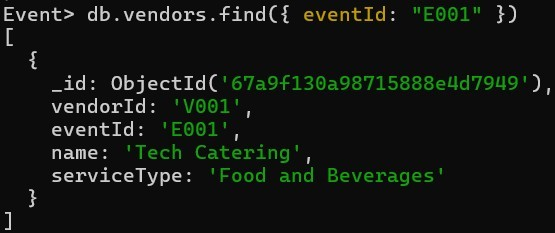 Event> db.vendors.find({ eventId: "E001" })
[
  {
    _id: ObjectId('67a9f130a98715888e4d7949'),
    vendorId: 'V001',
    eventId: 'E001',
    name: 'Tech Catering',
    serviceType: 'Food and Beverages'
  }
]